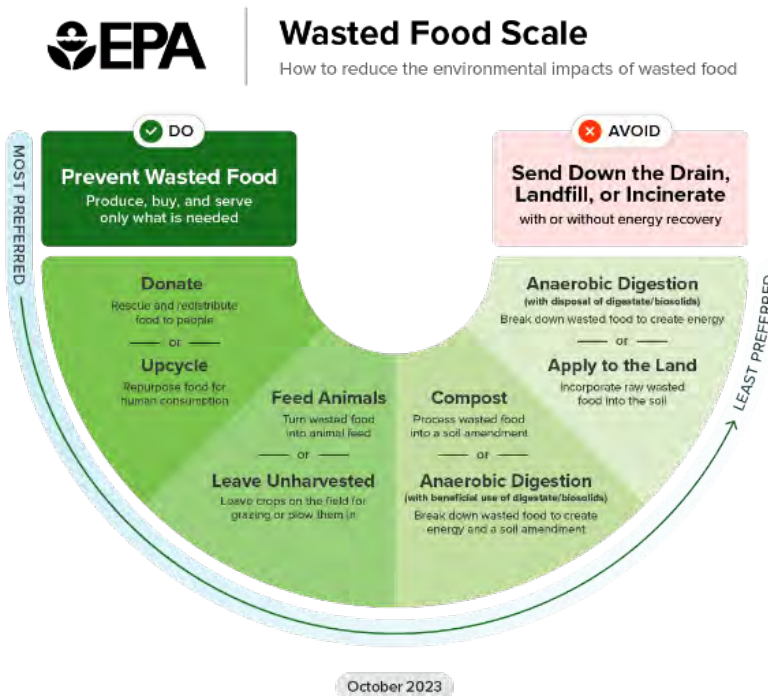 EPA
Wasted Food Scale
How to reduce the environmental impacts of wasted food
DO
AVOID
MOST PREFERRED
Prevent Wasted Food
Produce, buy, and serve
only what is needed
Send Down the Drain,
Landfill, or Incinerate
with or without energy recovery
Donate
Rescue and redistribute
food to people
or
Upcycle
Repurpose food for
human consumption
Feed Animals
Turn wasted food
into animal feed
or
Leave Unharvested
Leave crops on the field for
grazing or plow them in
Compost
Process wasted food
into a soil amendment
or
Anaerobic Digestion
(with beneficial use of digestate/biosolids)
Break down wasted food to create
energy and a soil amendment
Anaerobic Digestion
(with disposal of digestate/biosolids)
Break down wasted food to create energy
or
Apply to the Land
Incorporate raw wasted
food into the soil
LEAST PREFERRED
October 2023